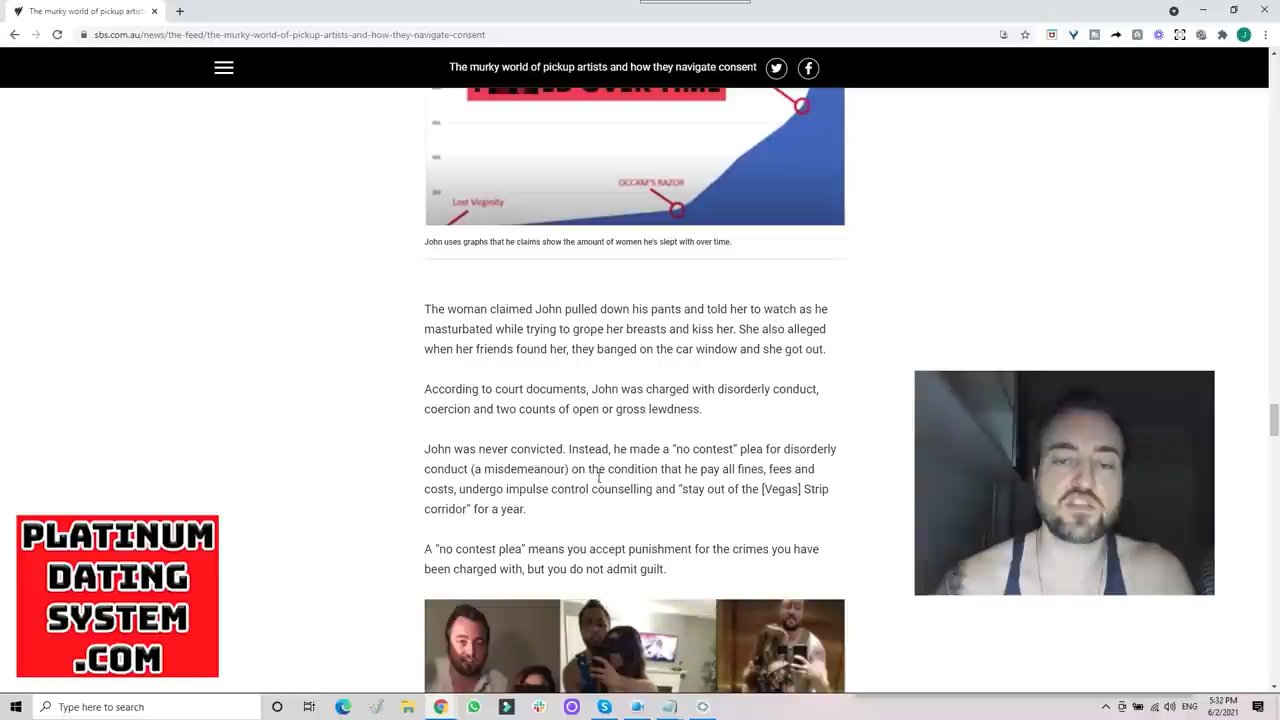 The murky world of pickup artis
sbs.com.au/news/the-feed/the-murky-world-of-pickup-artists-and-how-they-navigate-consent
The murky world of pickup artists and how they navigate consent
OVER TIME
OCCAM'S RAZOR
Lost Virginity
John uses graphs that he claims show the amount of women he's slept with over time.
The woman claimed John pulled down his pants and told her to watch as he
masturbated while trying to grope her breasts and kiss her. She also alleged
when her friends found her, they banged on the car window and she got out.
According to court documents, John was charged with disorderly conduct,
coercion and two counts of open or gross lewdness.
John was never convicted. Instead, he made a “no contest” plea for disorderly
conduct (a misdemeanour) on the condition that he pay all fines, fees and
costs, undergo impulse control counselling and “stay out of the [Vegas] Strip
corridor” for a year.
A “no contest plea” means you accept punishment for the crimes you have
been charged with, but you do not admit guilt.
PLATINUM
DATING
SYSTEM
.COM
Type here to search
ENG
5:32 PM
6/2/2021